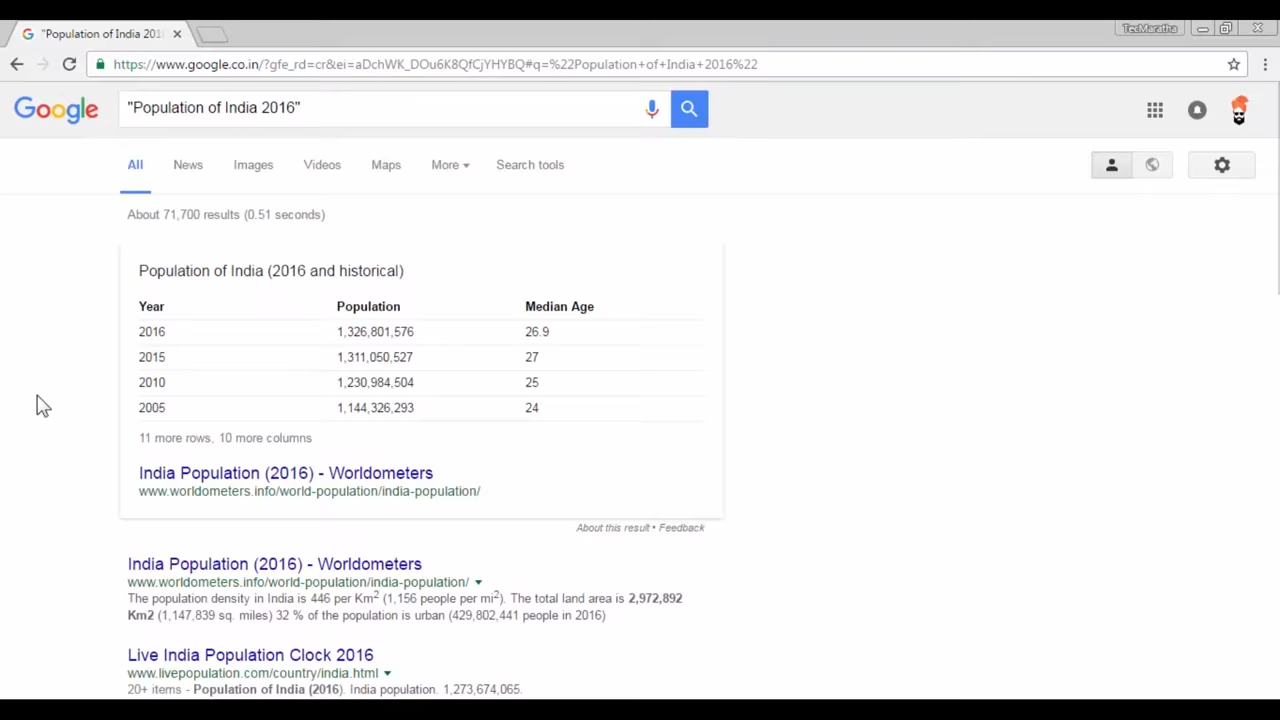 "Population of India 201
TecMaratha
https://www.google.co.in/?gfe_rd=cr&ei=aDchWK_DOu6K8QfCjYHYBQ#q=%22Population+of+India+2016%22
Google
"Population of India 2016"
All News Images Videos Maps More Search tools
About 71,700 results (0.51 seconds)
Population of India (2016 and historical)
Year Population Median Age
2016 1,326,801,576 26.9
2015 1,311,050,527 27
2010 1,230,984,504 25
2005 1,144,326,293 24
11 more rows, 10 more columns
India Population (2016) - Worldometers
www.worldometers.info/world-population/india-population/
About this result • Feedback
India Population (2016) - Worldometers
www.worldometers.info/world-population/india-population/
The population density in India is 446 per Km2 (1,156 people per mi2). The total land area is 2,972,892
Km2 (1,147,839 sq. miles) 32 % of the population is urban (429,802,441 people in 2016)
Live India Population Clock 2016
www.livepopulation.com/country/india.html
20+ items - Population of India (2016). India population. 1,273,674,065.